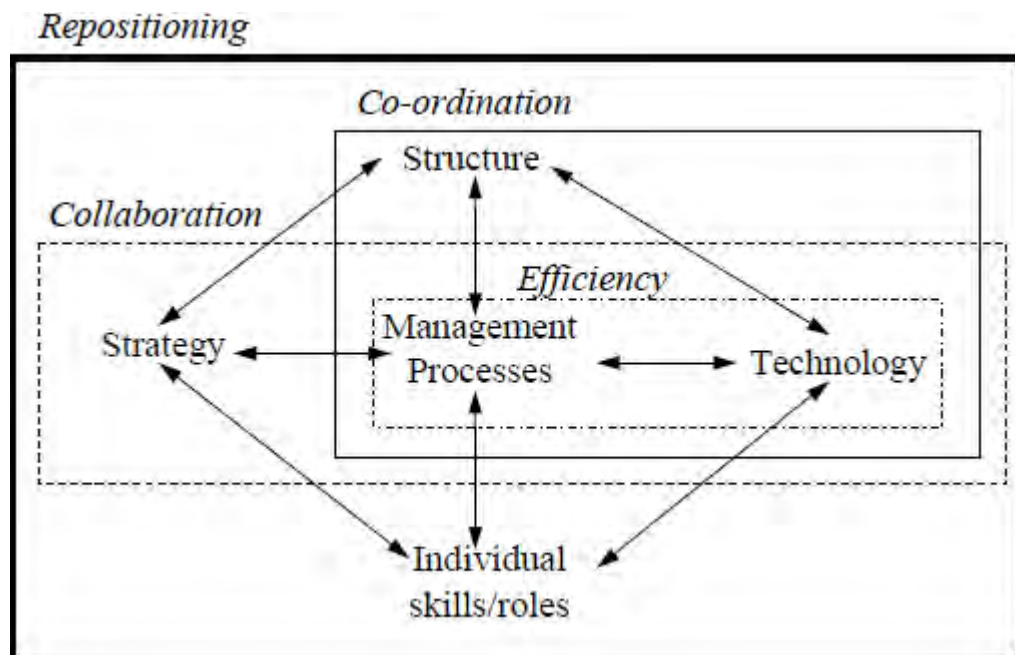 Repositioning
Co-ordination
Structure
Collaboration
Efficiency
Strategy
Management
Processes
Technology
Individual
skills/roles